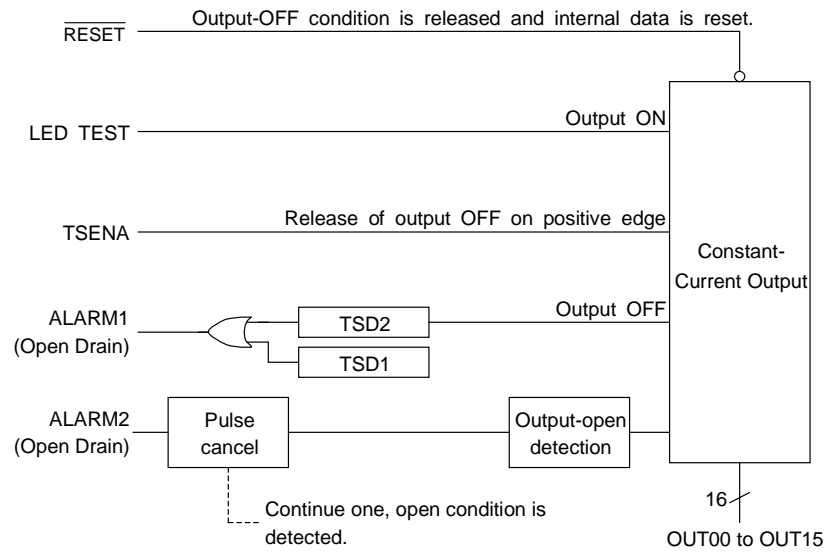 Output-OFF condition is released and internal data is reset.
RESET
Output ON
LED TEST
Release of output OFF on positive edge
TSENA
Constant-
Current Output
ALARM1
(Open Drain)
TSD2
Output OFF
TSD1
ALARM2
(Open Drain)
Pulse
cancel
Output-open
detection
Continue one, open condition is
detected.
16
OUT00 to OUT15